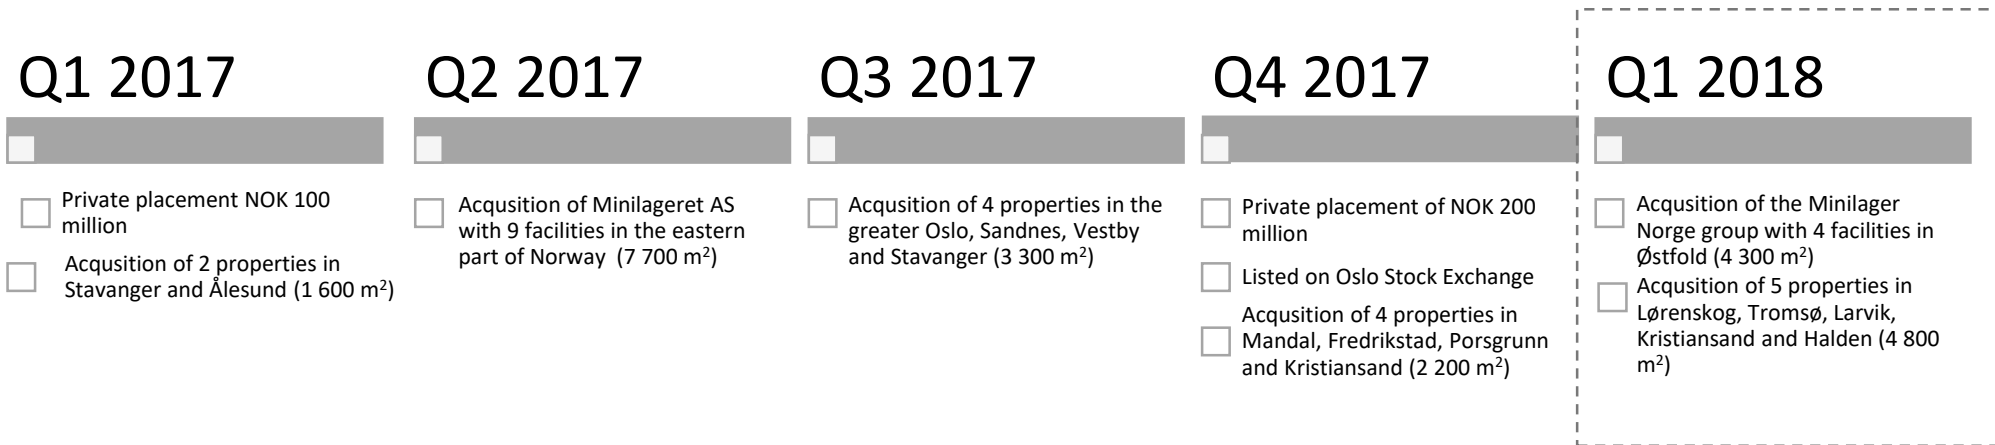 Q1 2017
Private placement NOK 100
million
Acqusition of 2 properties in
Stavanger and Ålesund (1 600 m²)
Q2 2017
Acqusition of Minilageret AS
with 9 facilities in the eastern
part of Norway (7 700 m²)
Q3 2017
Acqusition of 4 properties in the
greater Oslo, Sandnes, Vestby
and Stavanger (3 300 m²)
Q4 2017
Private placement of NOK 200
million
Listed on Oslo Stock Exchange
Acqusition of 4 properties in
Mandal, Fredrikstad, Porsgrunn
and Kristiansand (2 200 m²)
Q1 2018
Acqusition of the Minilager
Norge group with 4 facilities in
Østfold (4 300 m²)
Acqusition of 5 properties in
Lørenskog, Tromsø, Larvik,
Kristiansand and Halden (4 800
m²)